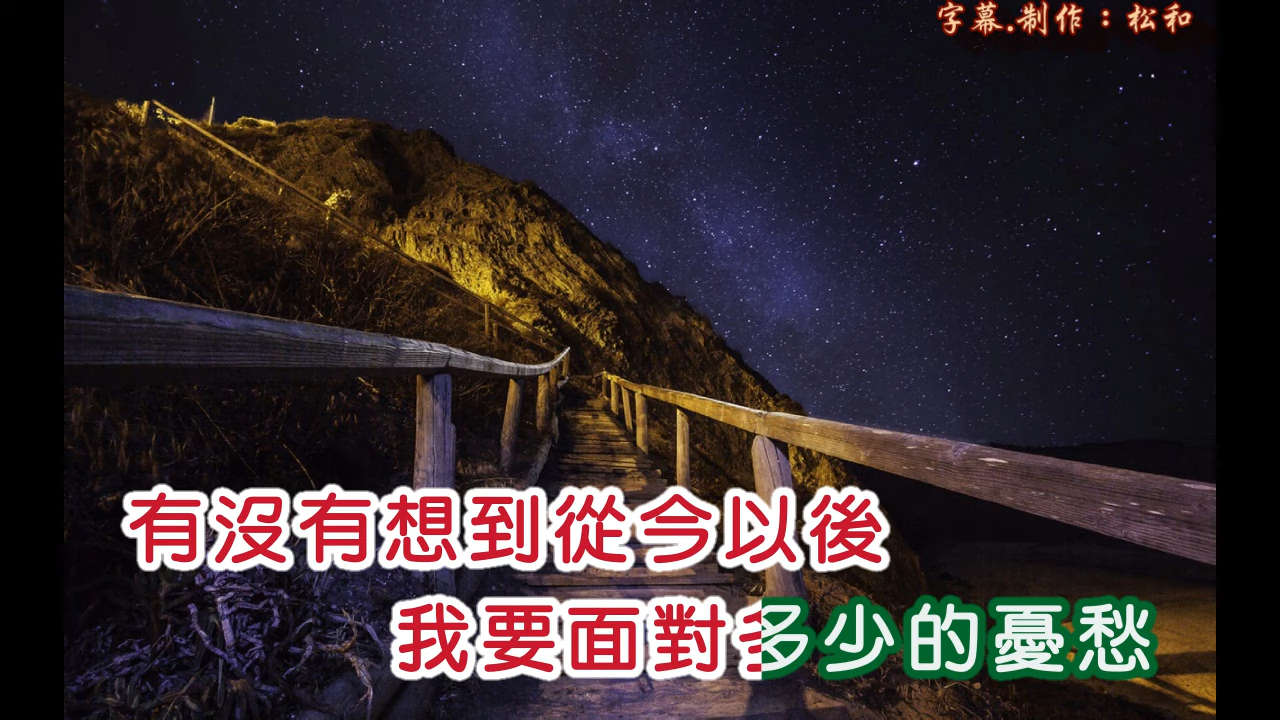 字幕.制作：松和
有沒有想到從今以後
我要面對多少的憂愁